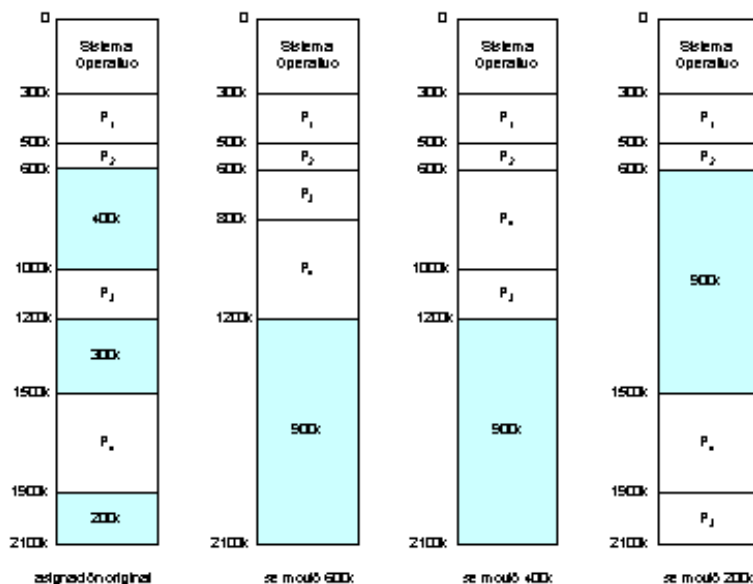 0
Sistema
Operativo
300k
P1
500k
P2
600k
400k
1000k
P3
1200k
300k
1500k
P4
1900k
200k
2100k
asignación original
0
Sistema
Operativo
300k
P1
500k
P2
600k
P3
800k
P4
1200k
900k
2100k
se movió 600k
0
Sistema
Operativo
300k
P1
500k
P2
600k
P4
1000k
P3
1200k
900k
2100k
se movió 400k
0
Sistema
Operativo
300k
P1
500k
P2
600k
900k
1500k
P4
1900k
P3
2100k
se movió 200k